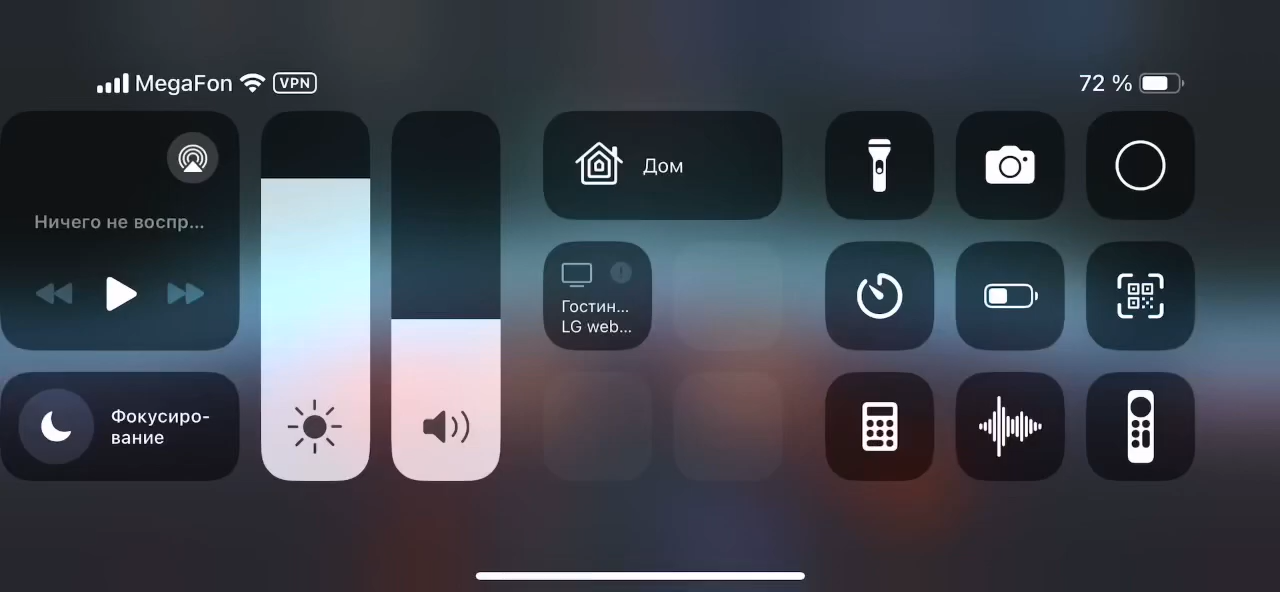 MegaFon VPN
72 %
Ничего не воспр...
Фокусиро-
вание
Дом
Гостин...
LG web...